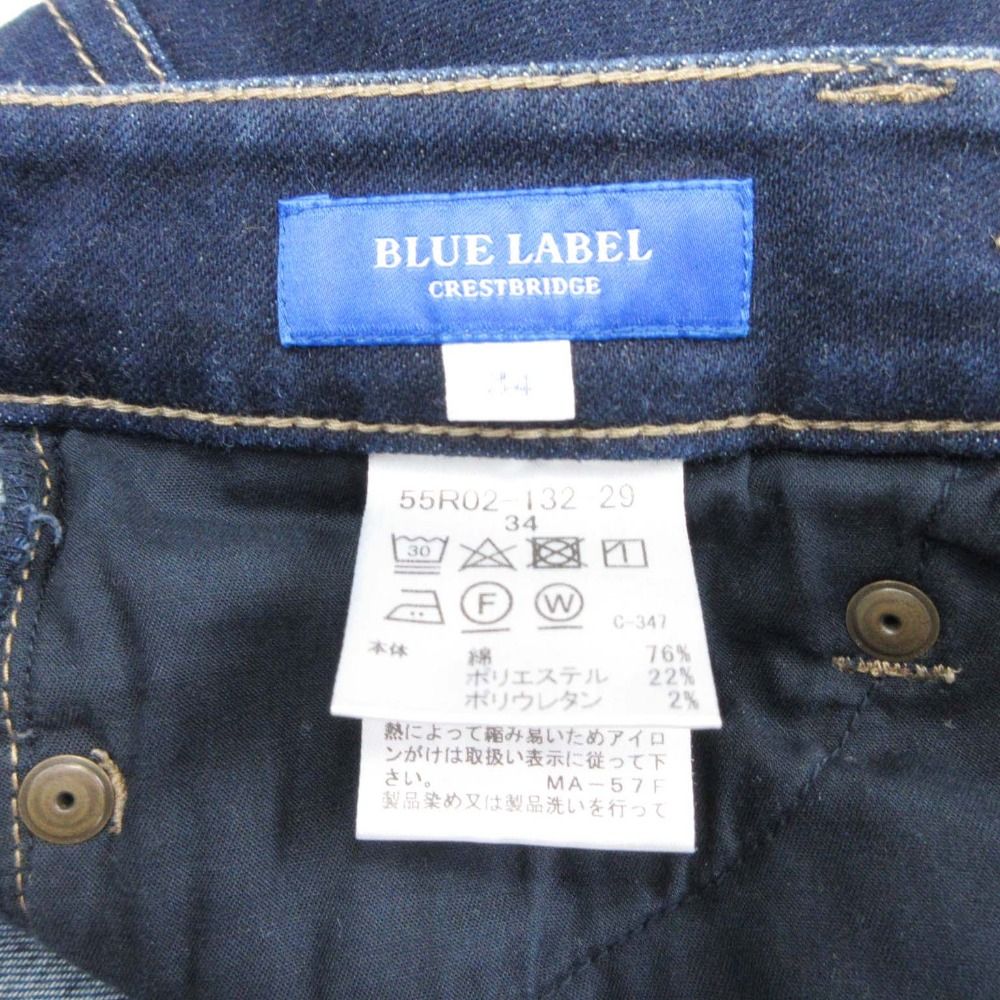 BLUE LABEL
CRESTBRIDGE
55R02-132-29
34
30
1
F
W
C-347
本体
綿 76%
ポリエステル 22%
ポリウレタン 2%
熱によって縮み易いためアイロ
ンがけは取扱い表示に従って下
さい。 MA-57F
製品染め又は製品洗いを行って